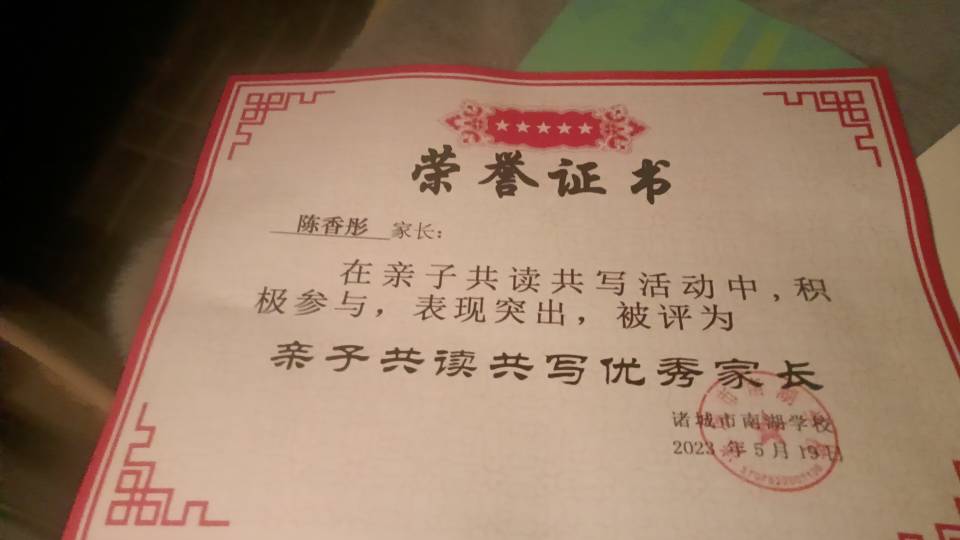 荣誉证书
陈香彤 家长：
在亲子共读共写活动中，积
极参与，表现突出，被评为
亲子共读共写优秀家长
诸城市南湖学校
2023 年 5 月 19 日